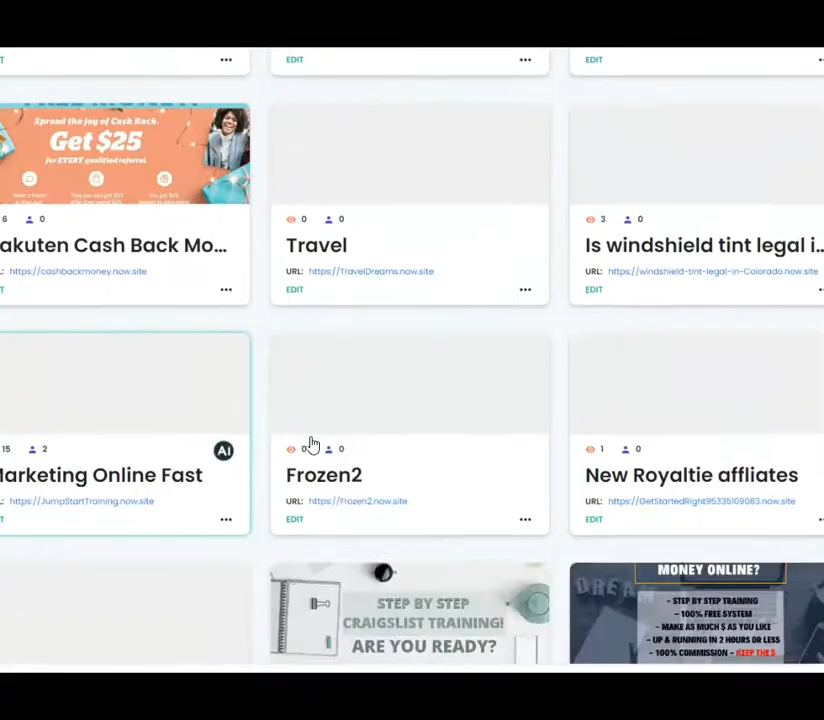 EDIT
EDIT
Spread the joy of Cash Back.
Get $25
for EVERY qualified referral.
6 0
akuten Cash Back Mo...
https://cashbackmoney.now.site
0 0
Travel
URL: https://TravelDreams.now.site
EDIT
3 0
Is windshield tint legal i...
URL: https://windshield-tint-legal-in-Colorado.now.site
EDIT
15 2
AI
Marketing Online Fast
https://JumpStartTraining.now.site
0 0
Frozen2
URL: https://Frozen2.now.site
EDIT
1 0
New Royaltie affliates
URL: https://GetStartedRight95335109083.now.site
EDIT
STEP BY STEP
CRAIGSLIST TRAINING!
ARE YOU READY?
MONEY ONLINE?
DREA
- STEP BY STEP TRAINING
- 100% FREE SYSTEM
- MAKE AS MUCH $ AS YOU LIKE
- UP & RUNNING IN 2 HOURS OR LESS
- 100% COMMISSION - KEEP THE $